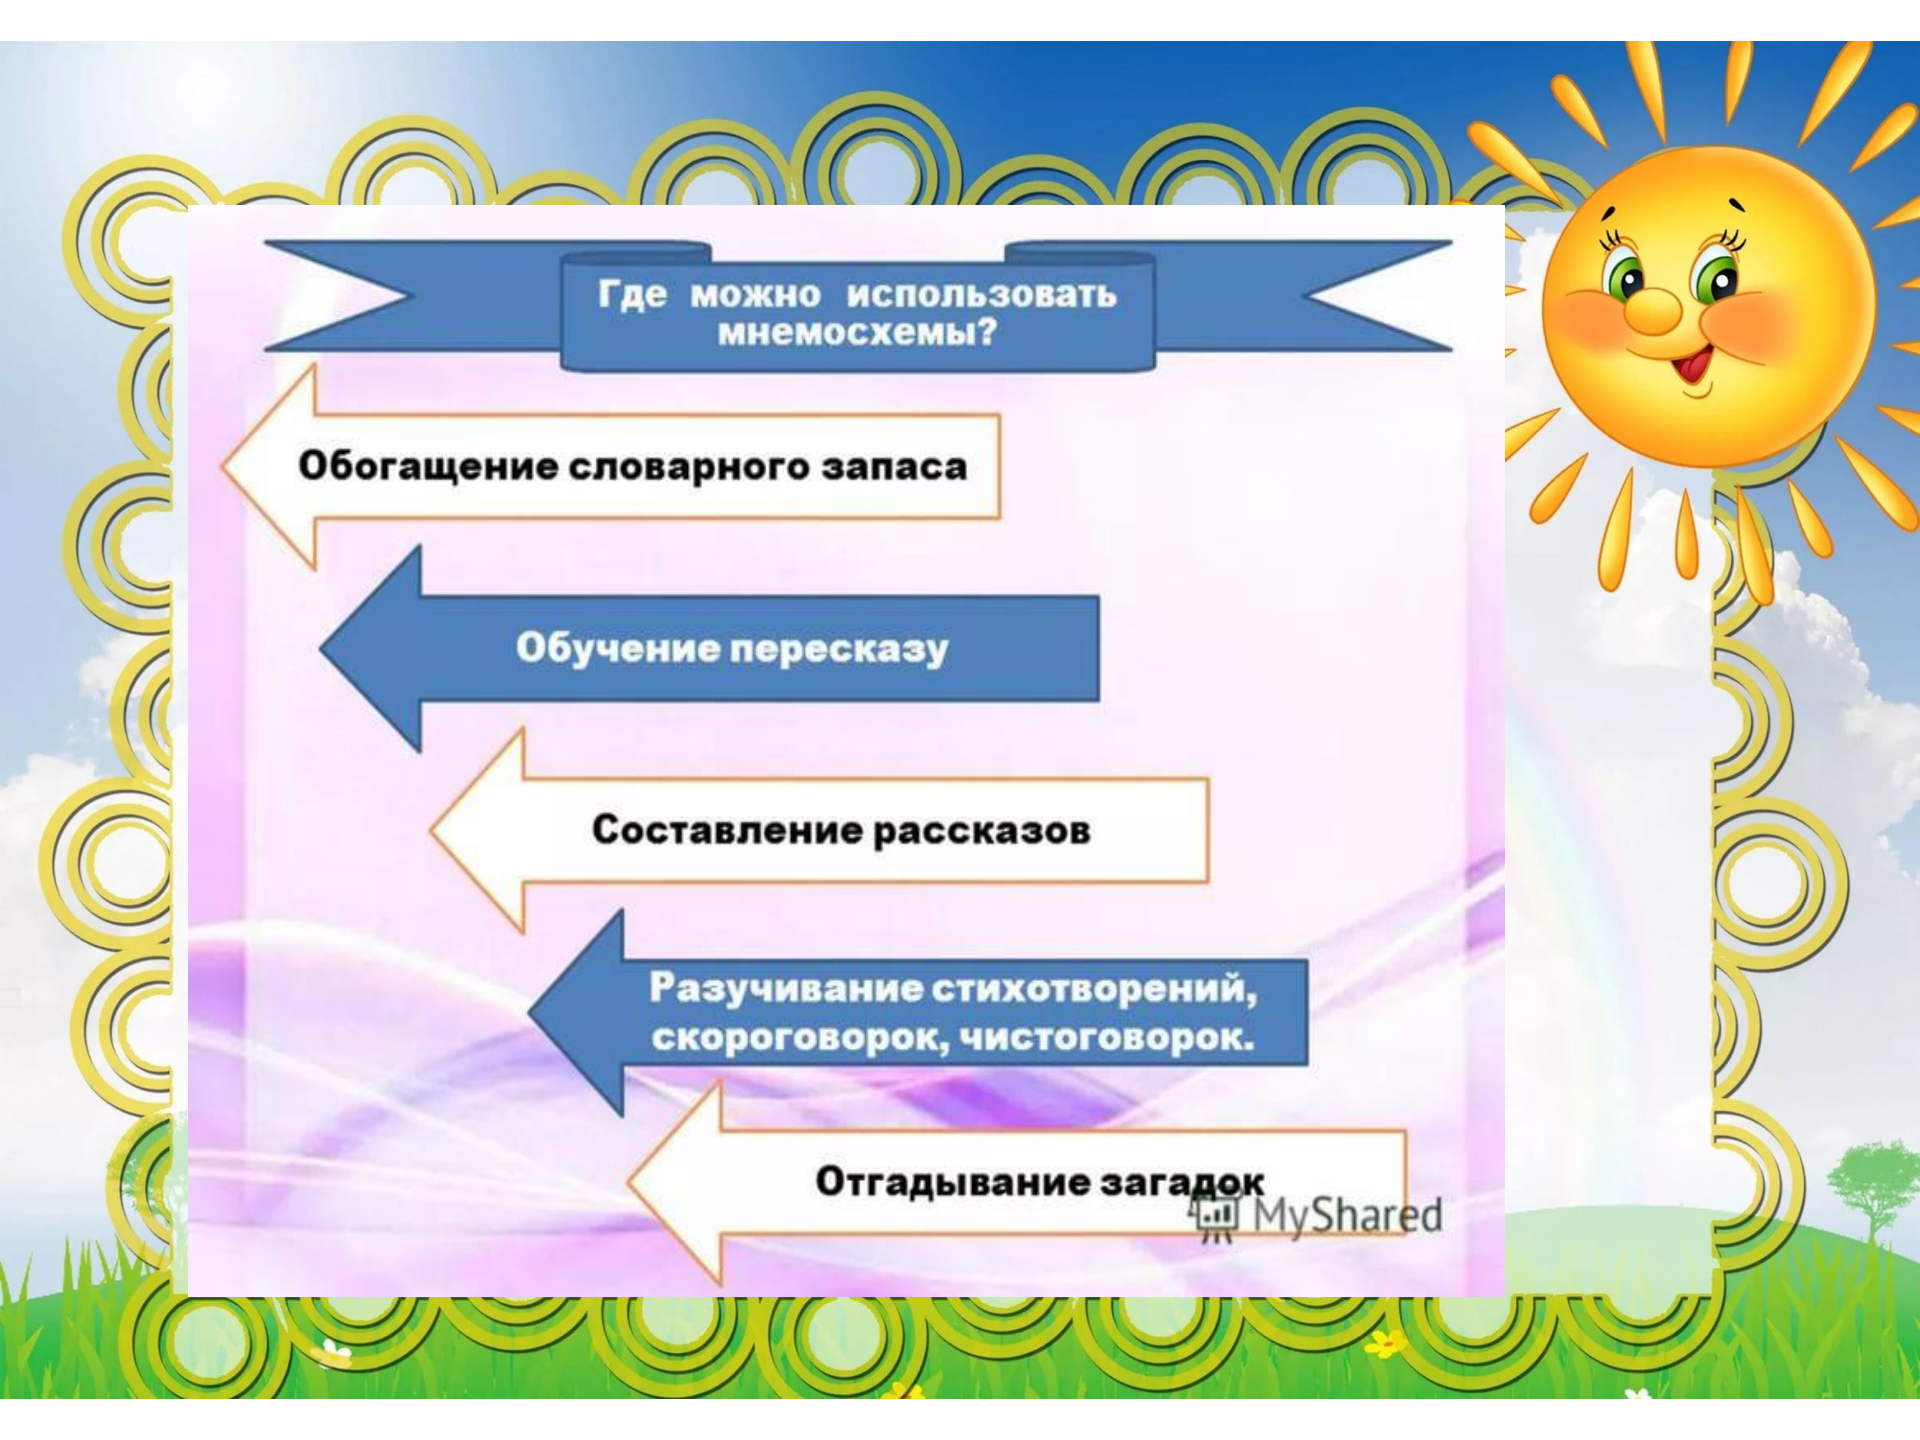 Где можно использовать
мнемосхемы?
Обогащение словарного запаса
Обучение пересказу
Составление рассказов
Разучивание стихотворений,
скороговорок, чистоговорок.
Отгадывание загадок
MyShared